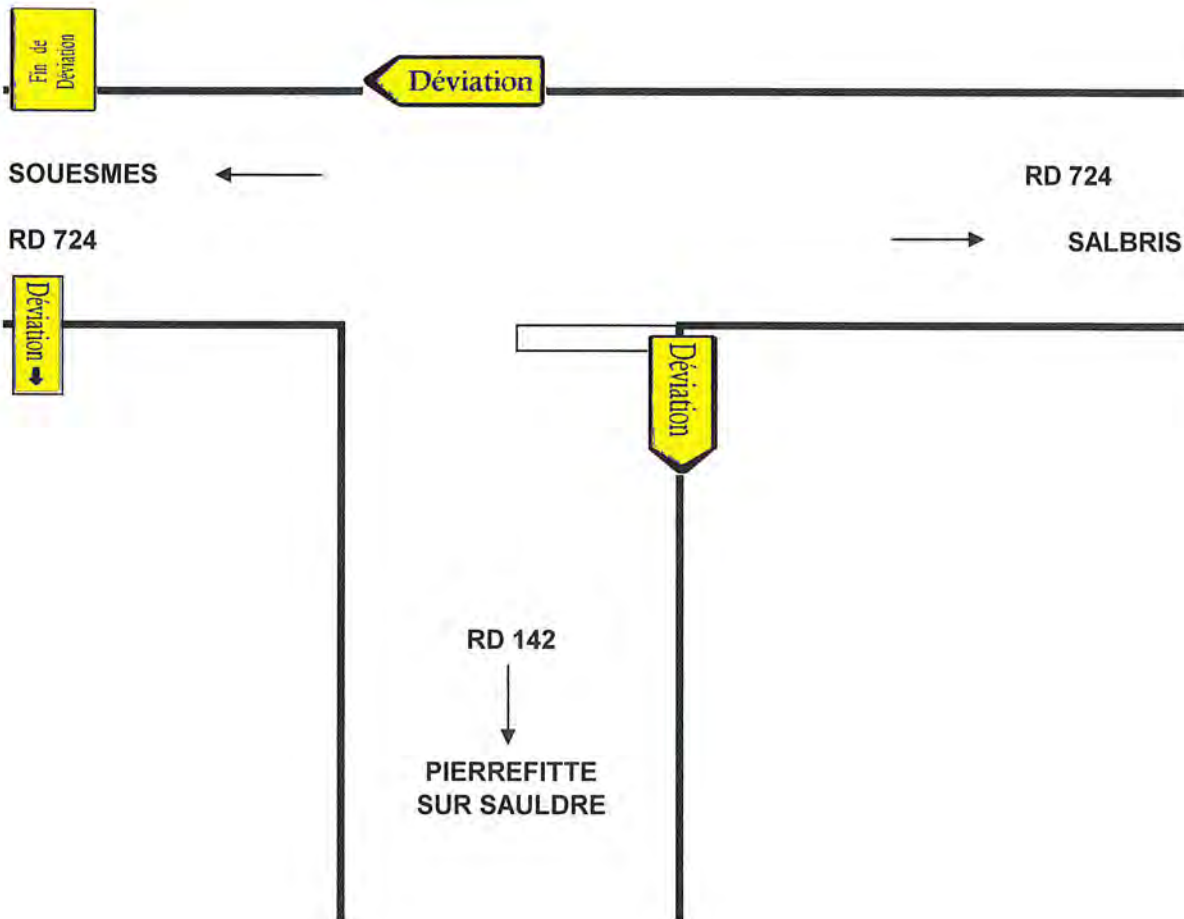 Fin de
Déviation
Déviation
SOUESMES
RD 724
RD 724
SALBRIS
Déviation
Déviation
RD 142
PIERREFITTE
SUR SAULDRE